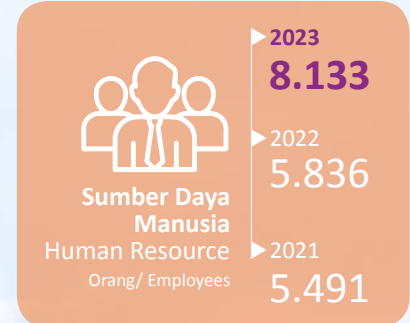 Sumber Daya
Manusia
Human Resource
Orang/ Employees
2023
8.133
2022
5.836
2021
5.491